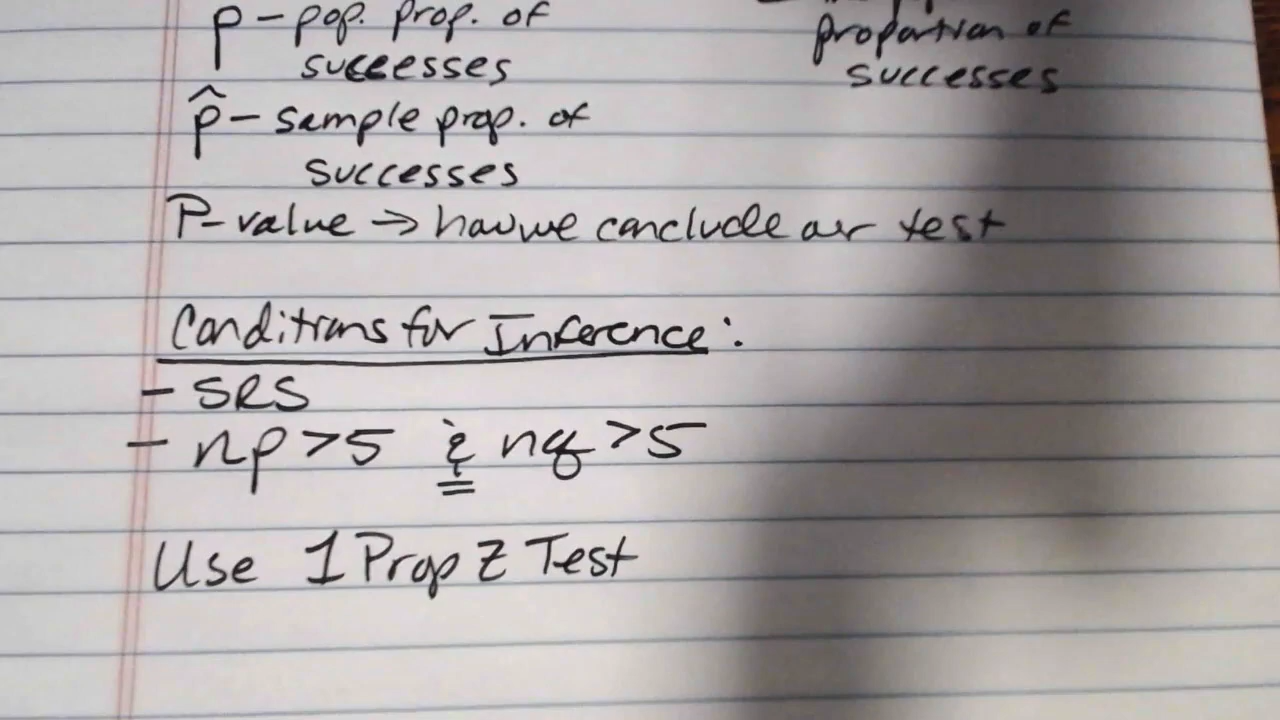 p - pop. prop. of
successes
proportion of
successes
p̂ - sample prop. of
successes
P-value → how we conclude our test
Conditions for Inference:
- SRS
- np > 5 & nq > 5
Use 1 Prop Z Test